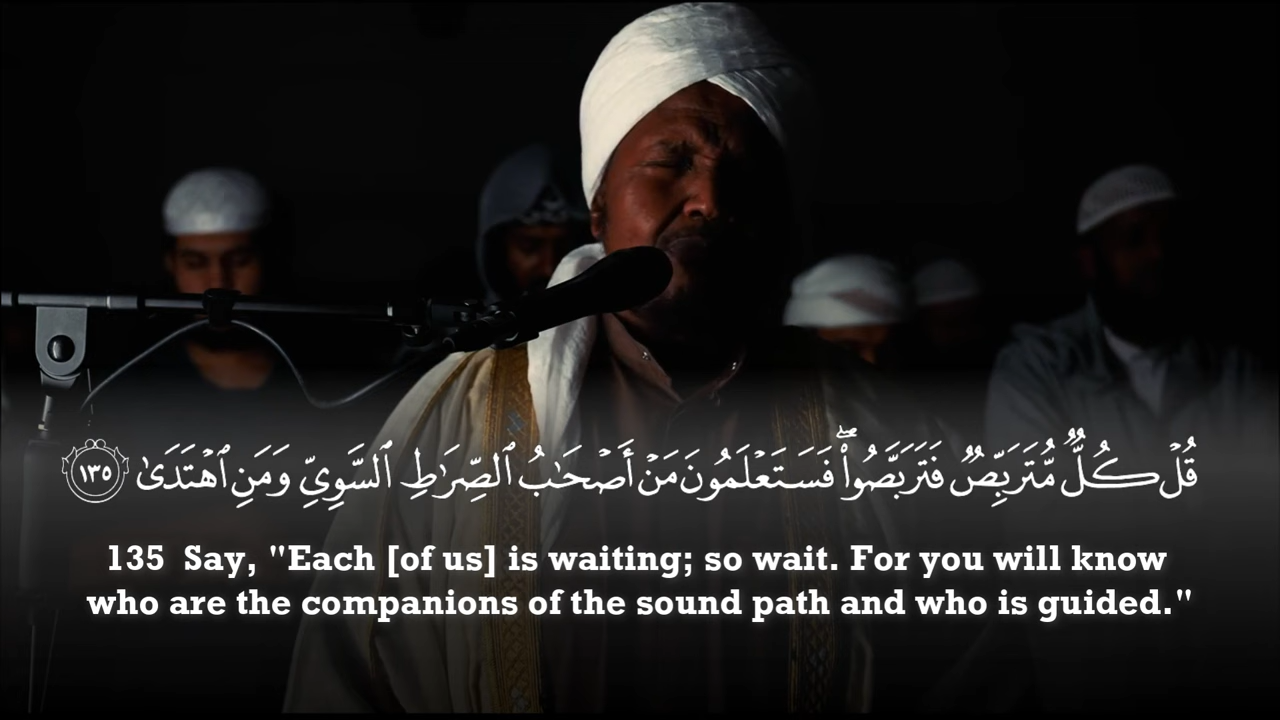 قُلْ كُلٌّ مُّتَرَبِّصٌ فَتَرَبَّصُوا۟ ۖ فَسَتَعْلَمُونَ مَنْ أَصْحَـٰبُ ٱلصِّرَٰطِ ٱلسَّوِىِّ وَمَنِ ٱهْتَدَىٰ ١٣٥
135 Say, "Each [of us] is waiting; so wait. For you will know
who are the companions of the sound path and who is guided."